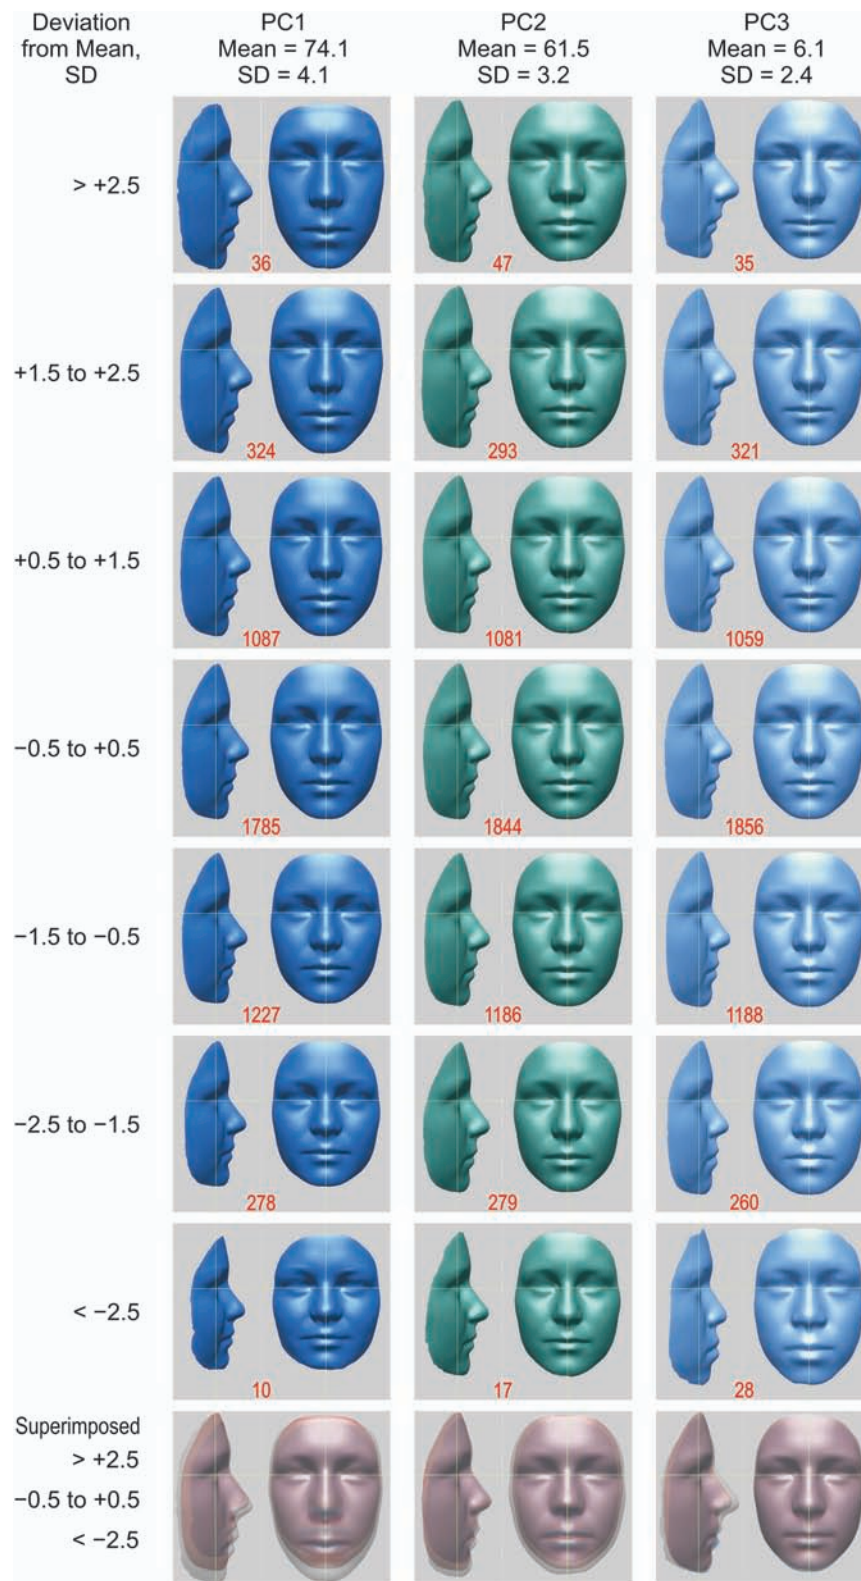 Deviation
from Mean,
SD
PC1
Mean = 74.1
SD = 4.1
PC2
Mean = 61.5
SD = 3.2
PC3
Mean = 6.1
SD = 2.4
> +2.5
36
47
35
+1.5 to +2.5
324
293
321
+0.5 to +1.5
1087
1081
1059
−0.5 to +0.5
1785
1844
1856
−1.5 to −0.5
1227
1186
1188
−2.5 to −1.5
278
279
260
< −2.5
10
17
28
Superimposed
> +2.5
−0.5 to +0.5
< −2.5